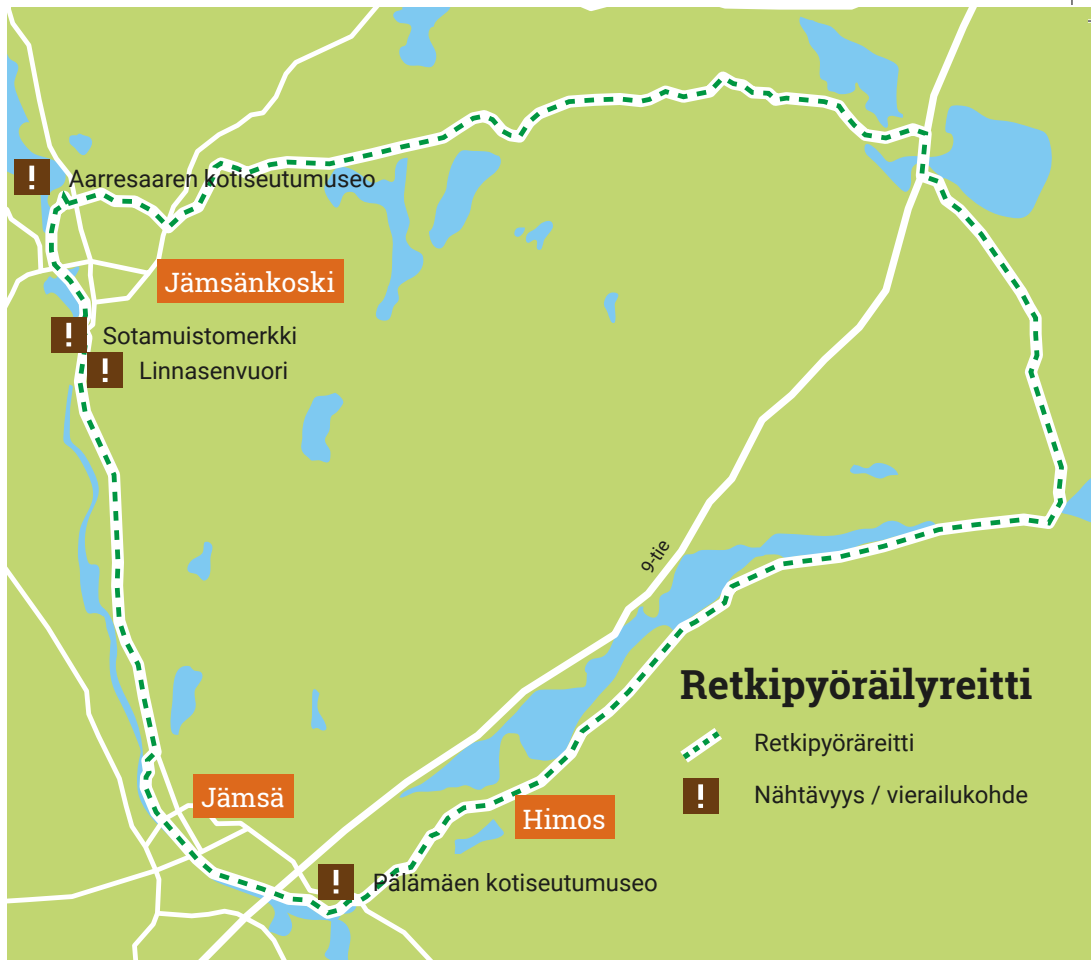 Aarresaaren kotiseutumuseo
Jämsänkoski
Sotamuistomerkki
Linnasenvuori
9-tie
Retkipyöräilyreitti
Retkipyöräreitti
Nähtävyys / vierailukohde
Jämsä
Himos
Pälämäen kotiseutumuseo